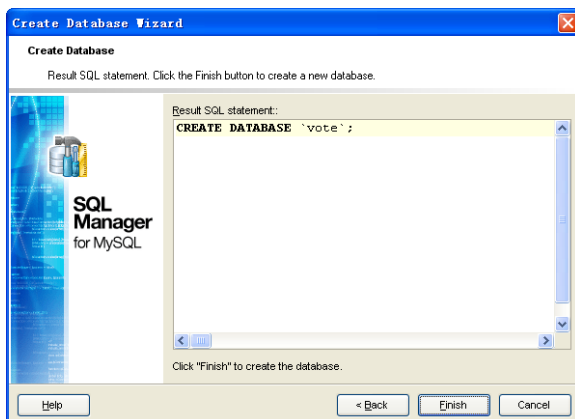 Create Database Wizard
Create Database
Result SQL statement. Click the Finish button to create a new database.
Result SQL statement::
CREATE DATABASE `vote`;
SQL
Manager
for MySQL
Click "Finish" to create the database.
Help
< Back
Finish
Cancel